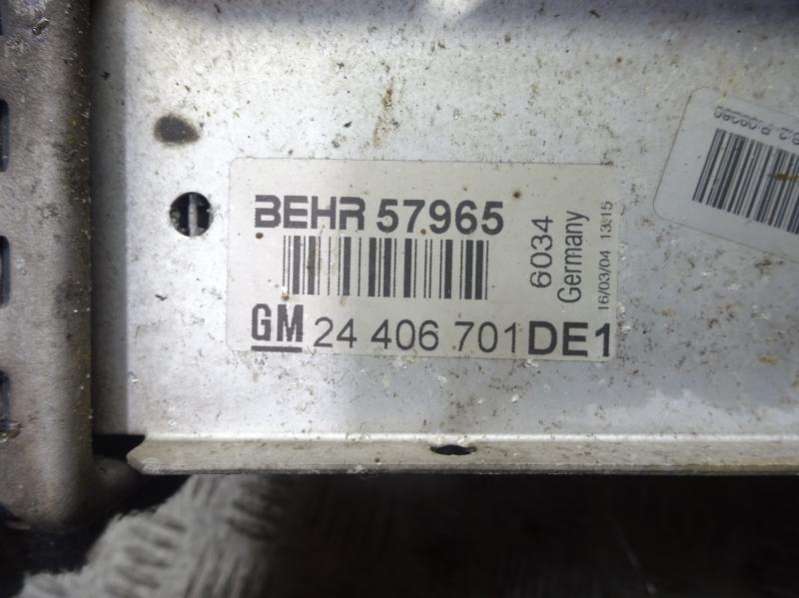 BEHR 57965
6034
Germany
16/03/04 13:15
GM 24 406 701 DE1